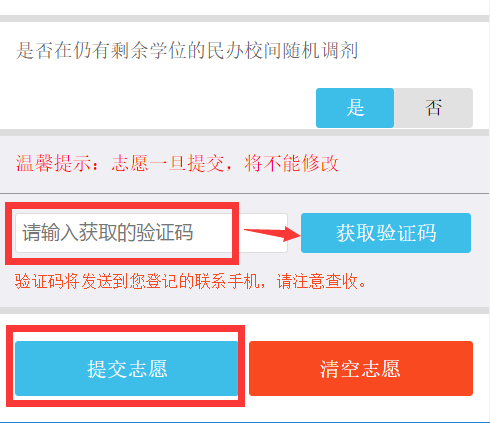 是否在仍有剩余学位的民办校间随机调剂
是 否
温馨提示：志愿一旦提交，将不能修改
请输入获取的验证码 获取验证码
验证码将发送到您登记的联系手机，请注意查收。
提交志愿 清空志愿